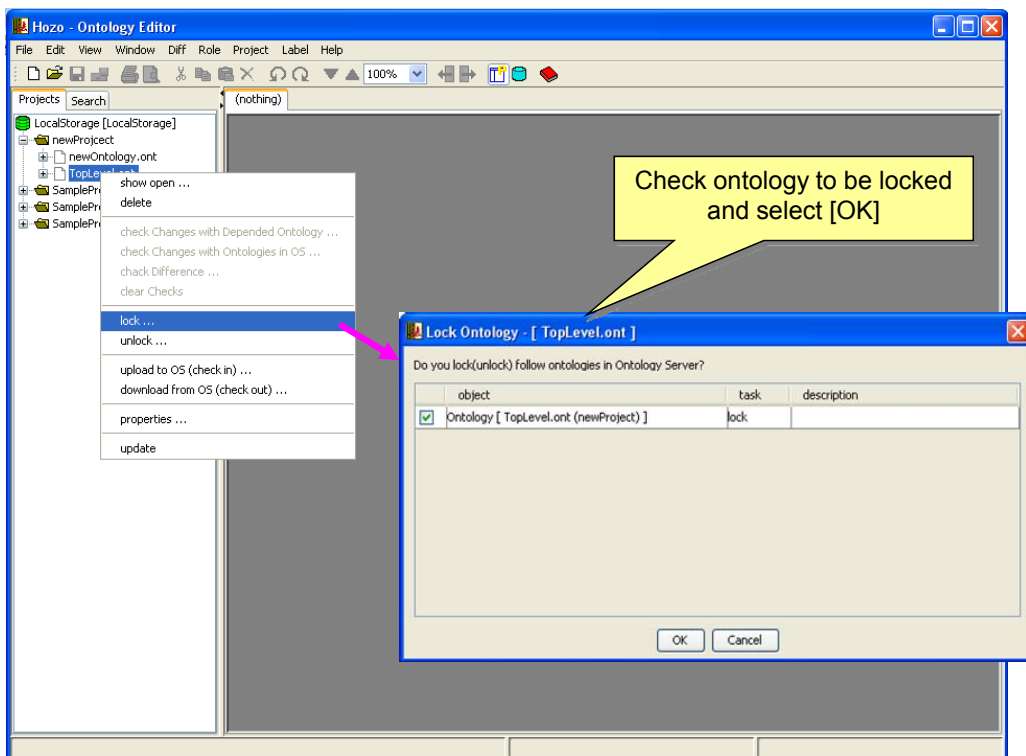 Hozo - Ontology Editor
File Edit View Window Diff Role Project Label Help
100%
Projects Search
(nothing)
LocalStorage [LocalStorage]
newProjcect
newOntology.ont
TopLevel.ont
SamplePr
SamplePr
SamplePr
show open ...
delete
check Changes with Depended Ontology ...
check Changes with Ontologies in OS ...
chack Difference ...
clear Checks
lock ...
unlock ...
upload to OS (check in) ...
download from OS (check out) ...
properties ...
update
Check ontology to be locked
and select [OK]
Lock Ontology - [ TopLevel.ont ]
Do you lock(unlock) follow ontologies in Ontology Server?
object task description
Ontology [ TopLevel.ont (newProject) ] lock
OK Cancel